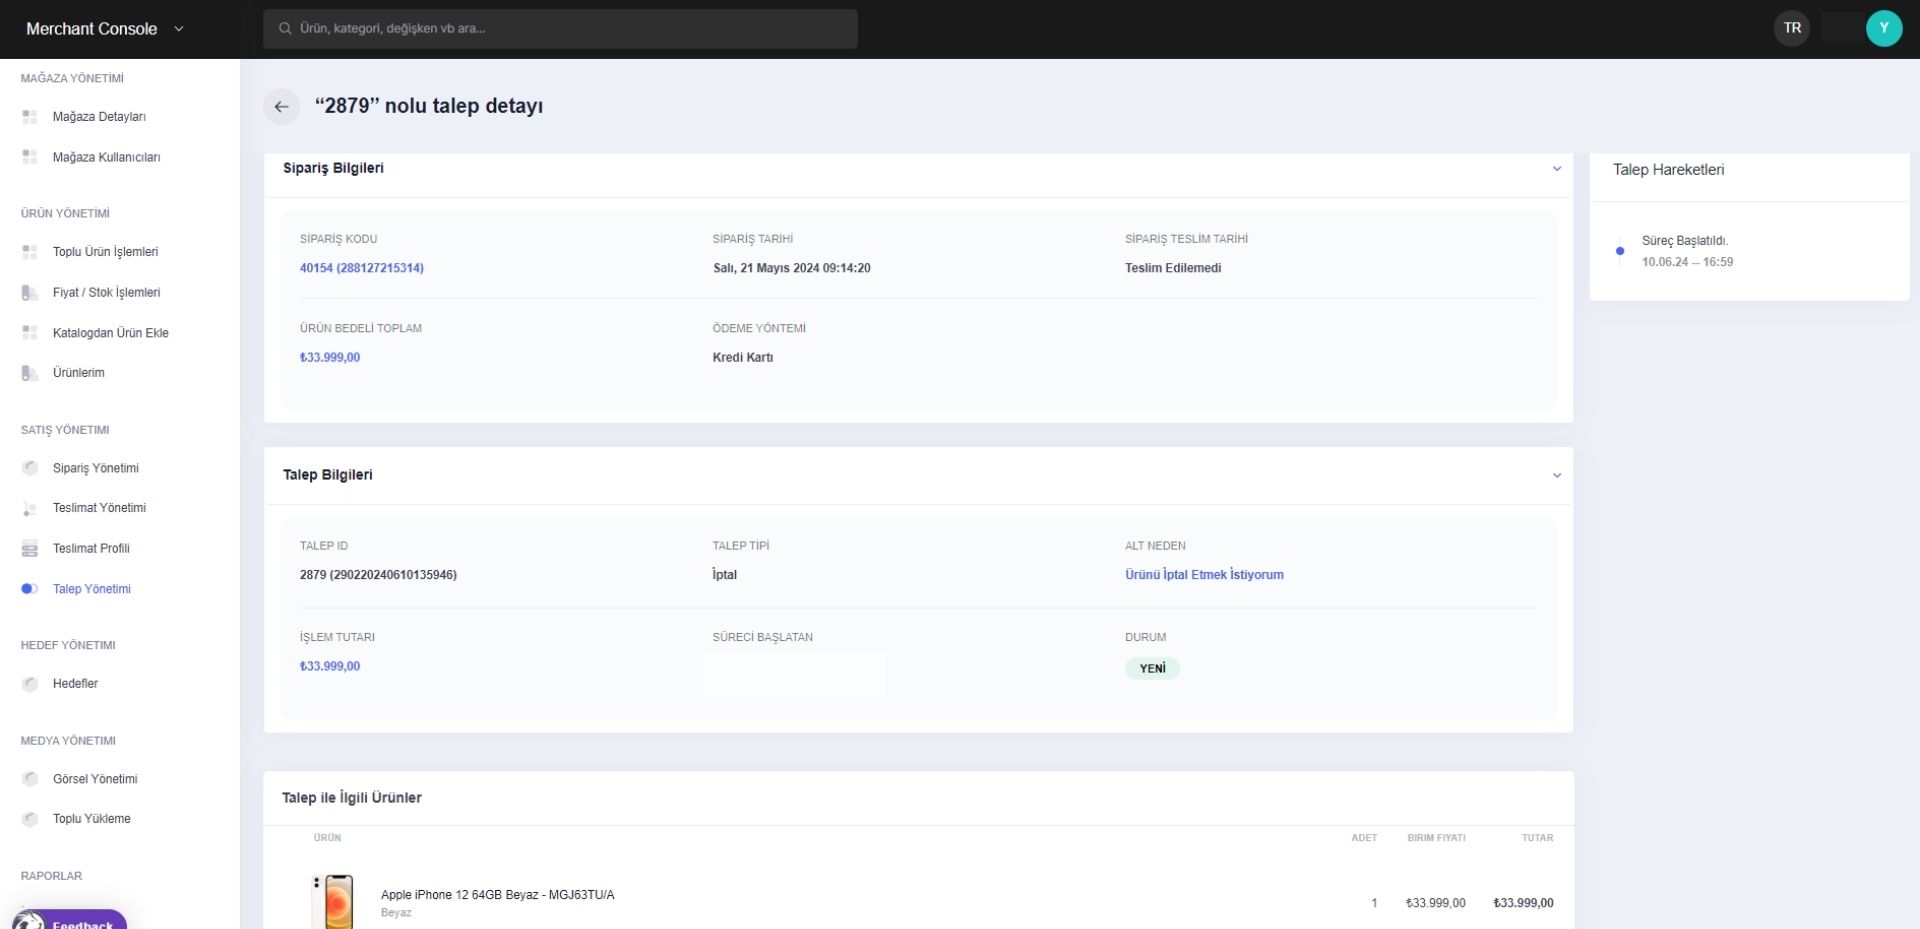 Merchant Console
Ürün, kategori, değişken vb ara...
TR
Y
MAĞAZA YÖNETİMİ
Mağaza Detayları
Mağaza Kullanıcıları
ÜRÜN YÖNETİMİ
Toplu Ürün İşlemleri
Fiyat / Stok İşlemleri
Katalogdan Ürün Ekle
Ürünlerim
SATIŞ YÖNETIMI
Sipariş Yönetimi
Teslimat Yönetimi
Teslimat Profili
Talep Yönetimi
HEDEF YÖNETIMI
Hedefler
MEDYA YÖNETIMI
Görsel Yönetimi
Toplu Yükleme
RAPORLAR
Feedback
“2879” nolu talep detayı
Sipariş Bilgileri
SİPARİŞ KODU
SİPARİŞ TARİHİ
SİPARİŞ TESLİM TARİHİ
40154 (288127215314)
Salı, 21 Mayıs 2024 09:14:20
Teslim Edilemedi
ÜRÜN BEDELİ TOPLAM
ÖDEME YÖNTEMİ
₺33.999,00
Kredi Kartı
Talep Bilgileri
TALEP ID
TALEP TİPİ
ALT NEDEN
2879 (290220240610135946)
İptal
Ürünü İptal Etmek İstiyorum
İŞLEM TUTARI
SÜRECİ BAŞLATAN
DURUM
₺33.999,00
YENİ
Talep ile İlgili Ürünler
ÜRÜN
ADET
BIRIM FIYATI
TUTAR
Apple iPhone 12 64GB Beyaz - MGJ63TU/A
Beyaz
1
₺33.999,00
₺33.999,00
Talep Hareketleri
Süreç Başlatıldı.
10.06.24 -- 16:59